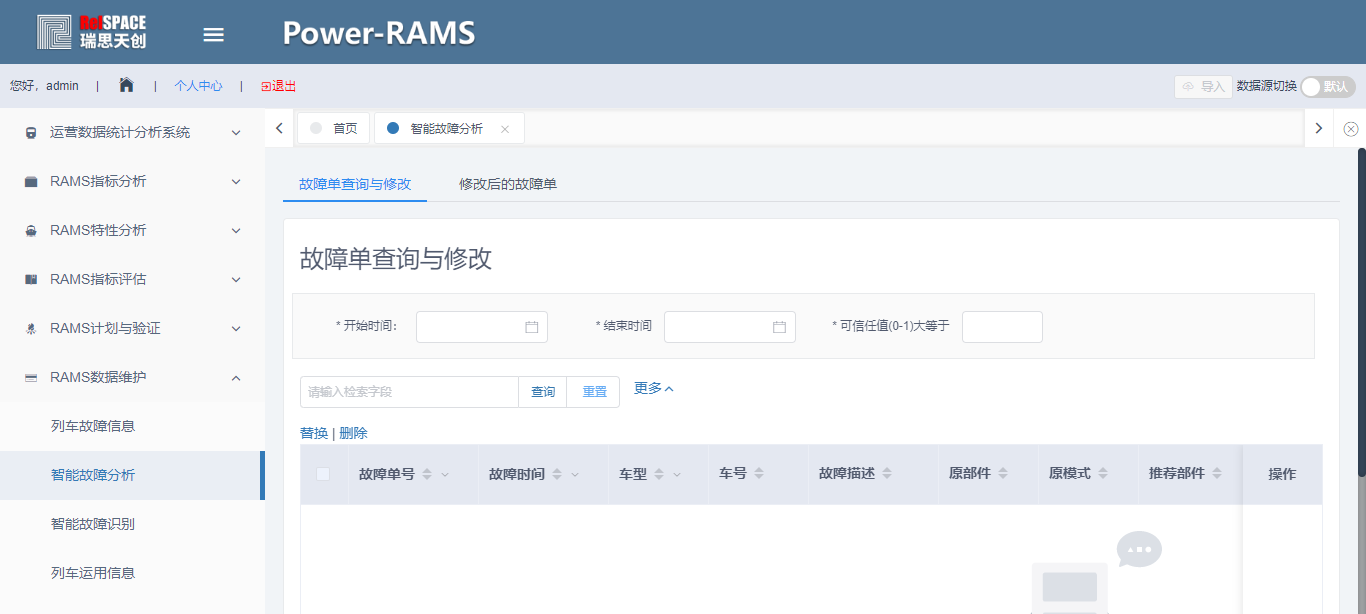 RelSPACE
瑞思天创
Power-RAMS
您好，admin | | 个人中心 | 退出
导入 数据源切换 默认
运营数据统计分析系统
RAMS指标分析
RAMS特性分析
RAMS指标评估
RAMS计划与验证
RAMS数据维护
列车故障信息
智能故障分析
智能故障识别
列车运用信息
首页 智能故障分析
故障单查询与修改 修改后的故障单
故障单查询与修改
* 开始时间： * 结束时间 * 可信任值(0-1)大等于
请输入检索字段 查询 重置 更多
替换 | 删除
故障单号 故障时间 车型 车号 故障描述 原部件 原模式 推荐部件 操作